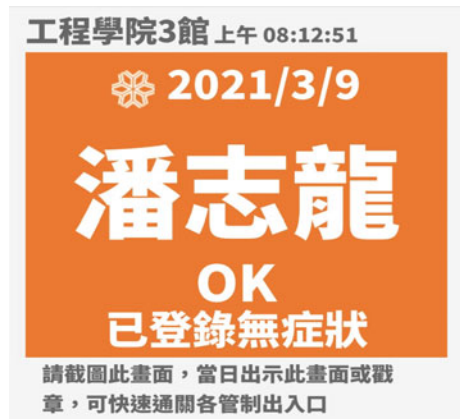 工程學院3館 上午 08:12:51
2021/3/9
潘志龍
OK
已登錄無症狀
請截圖此畫面，當日出示此畫面或戳
章，可快速通關各管制出入口